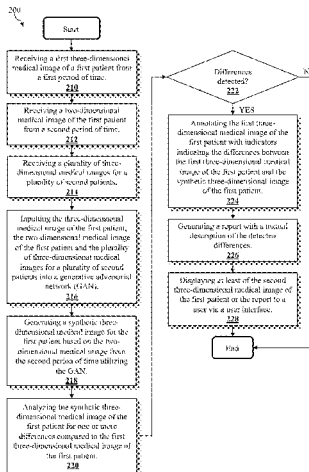 200
Start
Receiving a first three-dimensional
medical image of a first patient from
a first period of time.
210
Receiving a two-dimensional
medical image of the first patient
from a second period of time.
212
Receiving a plurality of three-
dimensional medical images for a
plurality of second patients.
214
Inputting the three-dimensional
medical image of the first patient,
the two-dimensional medical image
of the first patient and the plurality
of three-dimensional medical
images for a plurality of second
patients into a generative adversarial
network (GAN).
216
Generating a synthetic three-
dimensional medical image for the
first patient based on the two-
dimensional medical image from
the second period of time utilizing
the GAN.
218
Analyzing the synthetic three-
dimensional medical image of the
first patient for one or more
differences compared to the first
three-dimensional medical image of
the first patient.
220
Differences
detected?
222
YES
Annotating the first three-
dimensional medical image of the
first patient with indicators
indicating the differences between
the first three-dimensional medical
image of the first patient and the
synthetic three-dimensional image
of the first patient.
224
Generating a report with a
description of the detected
differences.
226
Displaying at least of the second
three-dimensional medical image of
the first patient or the report to a
user via a user interface.
228
End